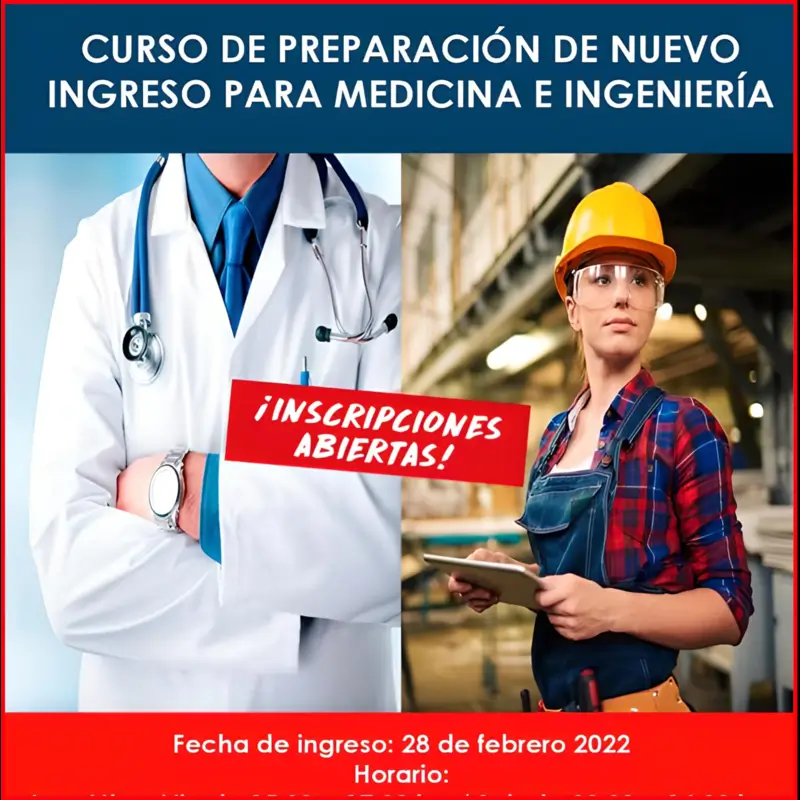 CURSO DE PREPARACIÓN DE NUEVO
INGRESO PARA MEDICINA E INGENIERÍA
¡INSCRIPCIONES
ABIERTAS!
Fecha de ingreso: 28 de febrero 2022
Horario: